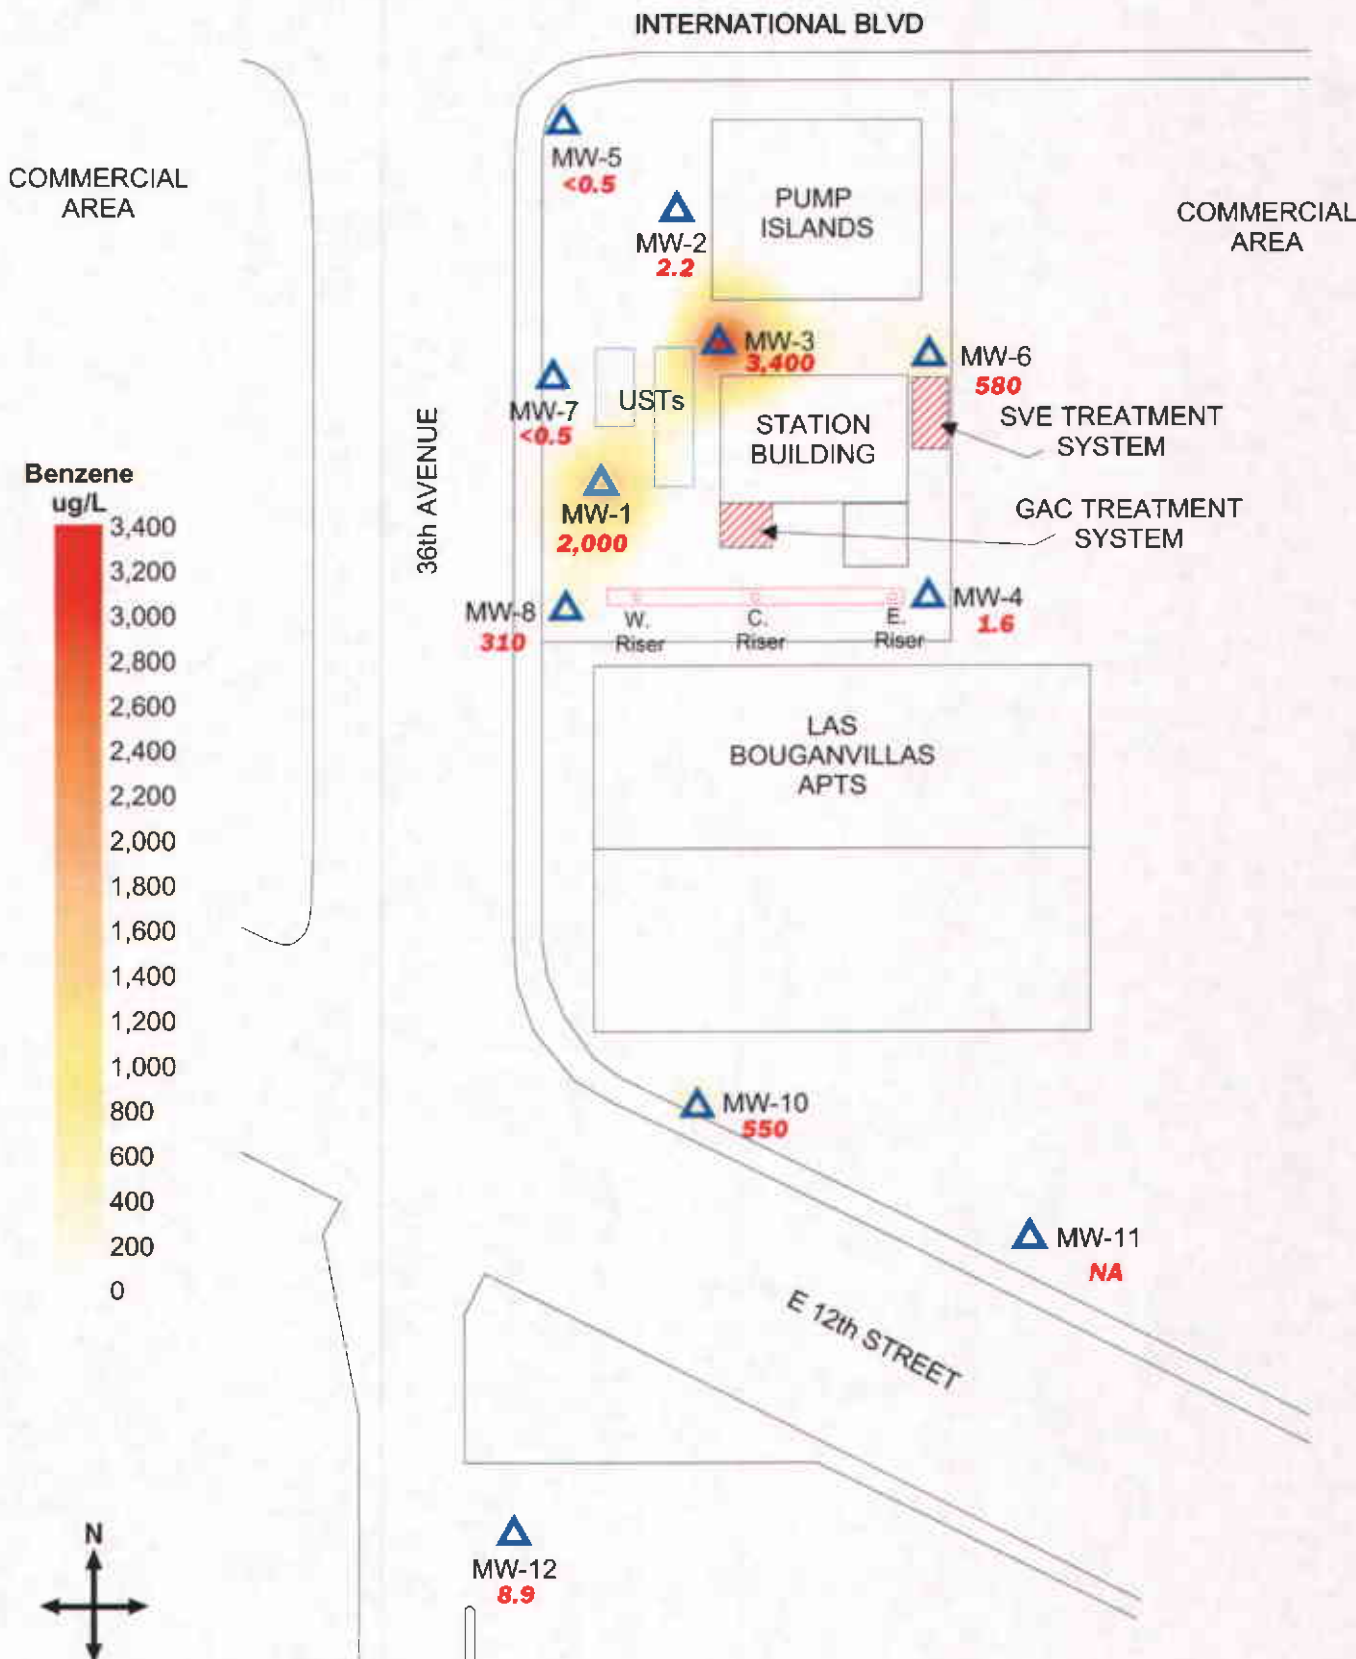 INTERNATIONAL BLVD
COMMERCIAL
AREA
MW-5
<0.5
MW-2
2.2
PUMP
ISLANDS
COMMERCIAL
AREA
MW-3
3,400
MW-6
580
MW-7
<0.5
USTs
STATION
BUILDING
SVE TREATMENT
SYSTEM
36th AVENUE
MW-1
2,000
GAC TREATMENT
SYSTEM
MW-8
310
W.
Riser
C.
Riser
E.
Riser
MW-4
1.6
Benzene
ug/L
3,400
3,200
3,000
2,800
2,600
2,400
2,200
2,000
1,800
1,600
1,400
1,200
1,000
800
600
400
200
0
LAS
BOUGANVILLAS
APTS
MW-10
550
MW-11
NA
E 12th STREET
MW-12
8.9
N